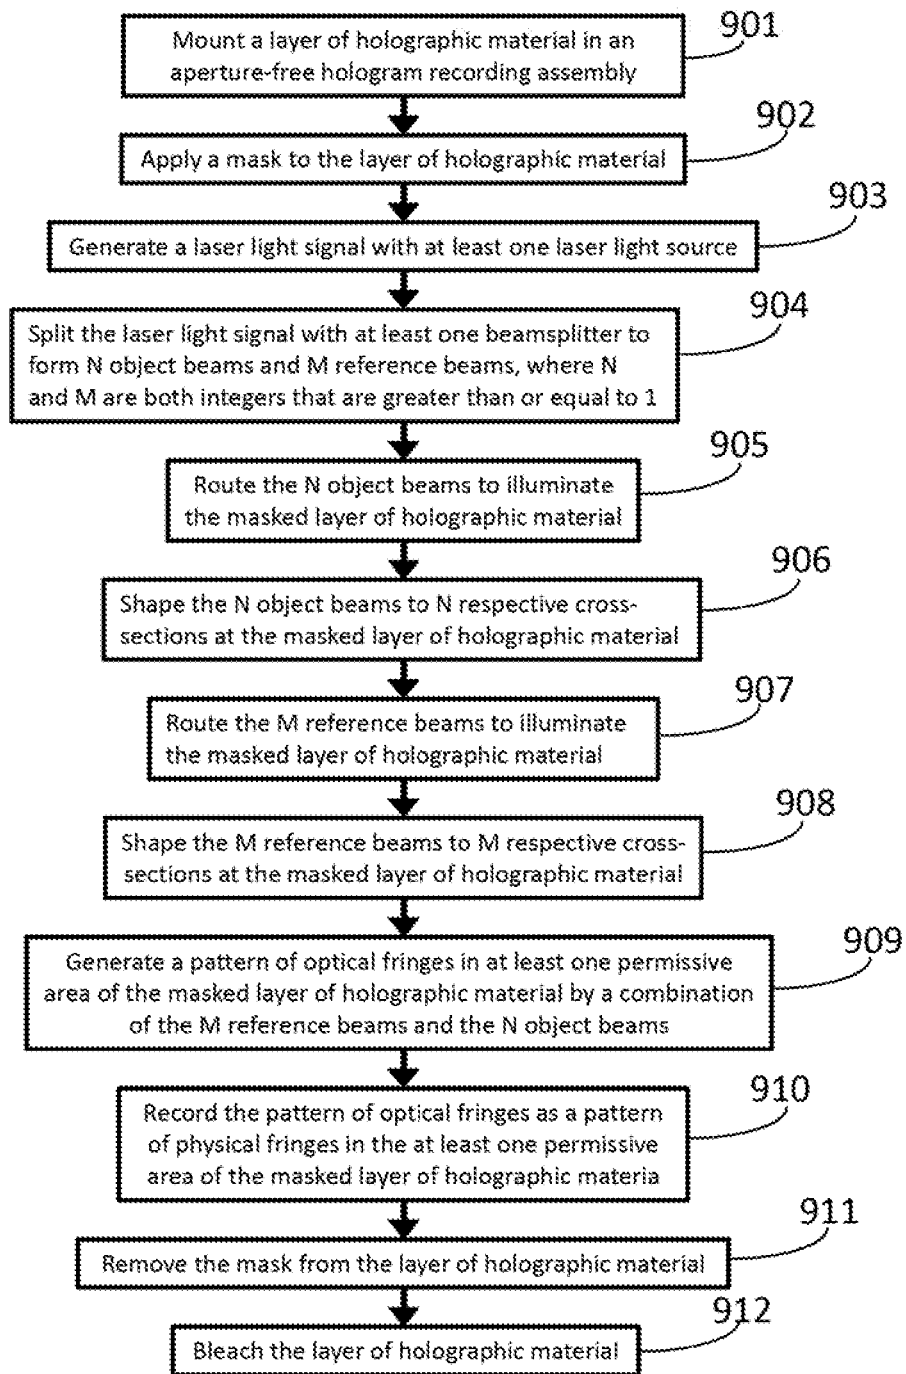 901
Mount a layer of holographic material in an
aperture-free hologram recording assembly
902
Apply a mask to the layer of holographic material
903
Generate a laser light signal with at least one laser light source
904
Split the laser light signal with at least one beamsplitter to
form N object beams and M reference beams, where N
and M are both integers that are greater than or equal to 1
905
Route the N object beams to illuminate
the masked layer of holographic material
906
Shape the N object beams to N respective cross-
sections at the masked layer of holographic material
907
Route the M reference beams to illuminate
the masked layer of holographic material
908
Shape the M reference beams to M respective cross-
sections at the masked layer of holographic material
909
Generate a pattern of optical fringes in at least one permissive
area of the masked layer of holographic material by a combination
of the M reference beams and the N object beams
910
Record the pattern of optical fringes as a pattern
of physical fringes in the at least one permissive
area of the masked layer of holographic materia
911
Remove the mask from the layer of holographic material
912
Bleach the layer of holographic material